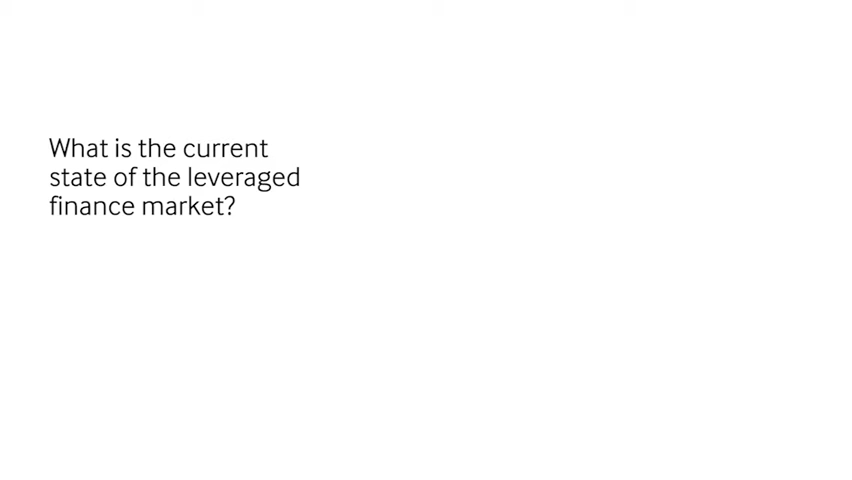 What is the current
state of the leveraged
finance market?